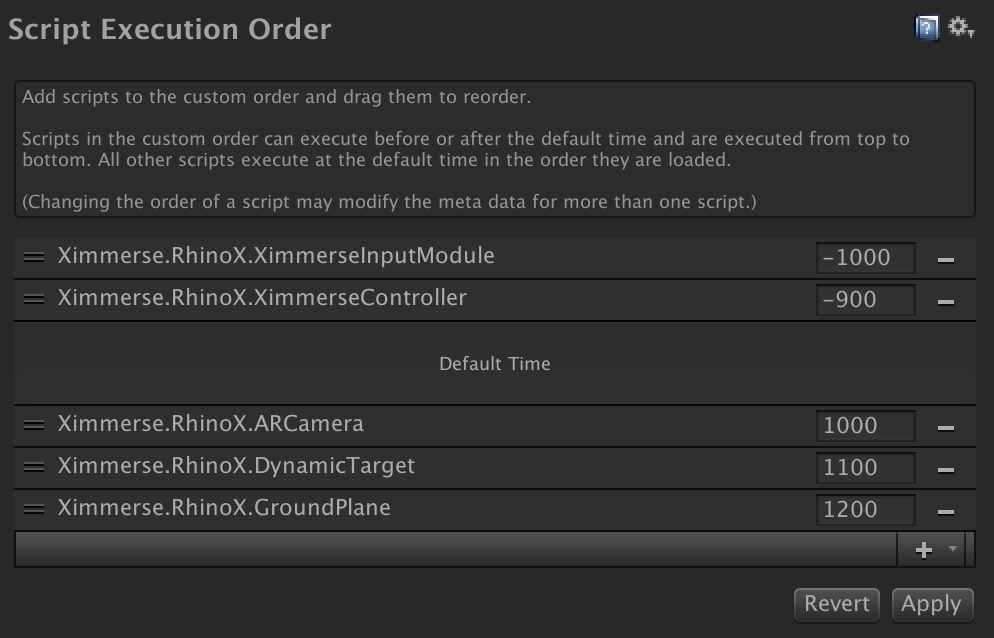 Script Execution Order
Add scripts to the custom order and drag them to reorder.
Scripts in the custom order can execute before or after the default time and are executed from top to
bottom. All other scripts execute at the default time in the order they are loaded.
(Changing the order of a script may modify the meta data for more than one script.)
Ximmerse.RhinoX.XimmerseInputModule -1000
Ximmerse.RhinoX.XimmerseController -900
Default Time
Ximmerse.RhinoX.ARCamera 1000
Ximmerse.RhinoX.DynamicTarget 1100
Ximmerse.RhinoX.GroundPlane 1200
Revert Apply